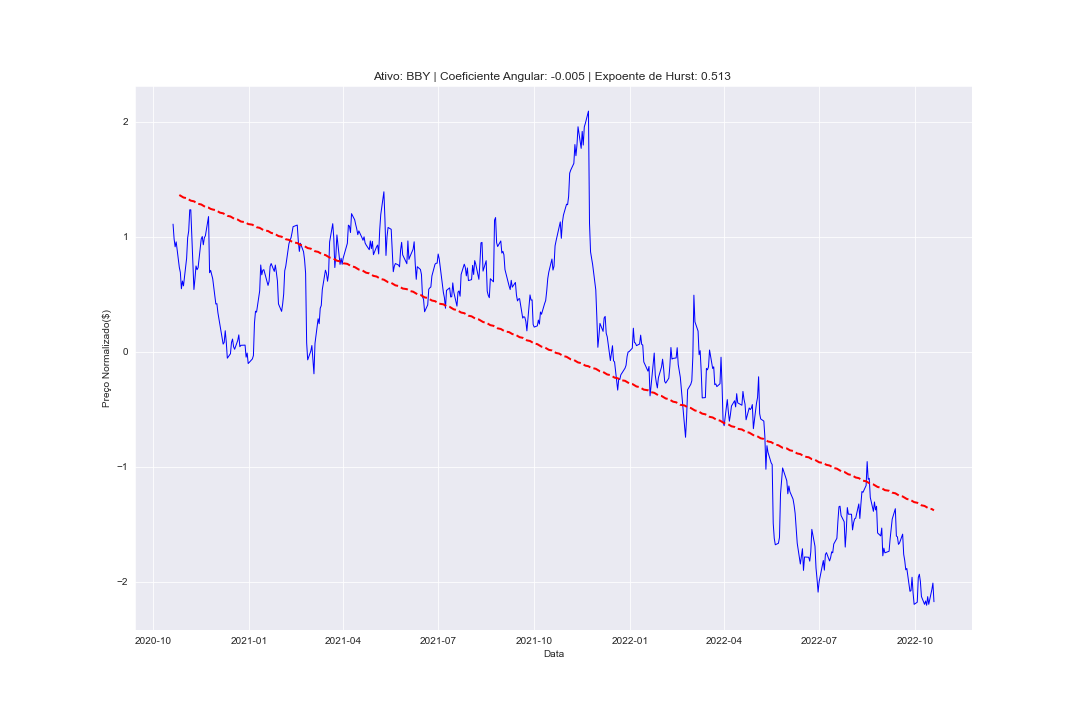 Ativo: BBY | Coeficiente Angular: -0.005 | Expoente de Hurst: 0.513
Preço Normalizado($)
2
1
0
−1
−2
2020-10 2021-01 2021-04 2021-07 2021-10 2022-01 2022-04 2022-07 2022-10
Data